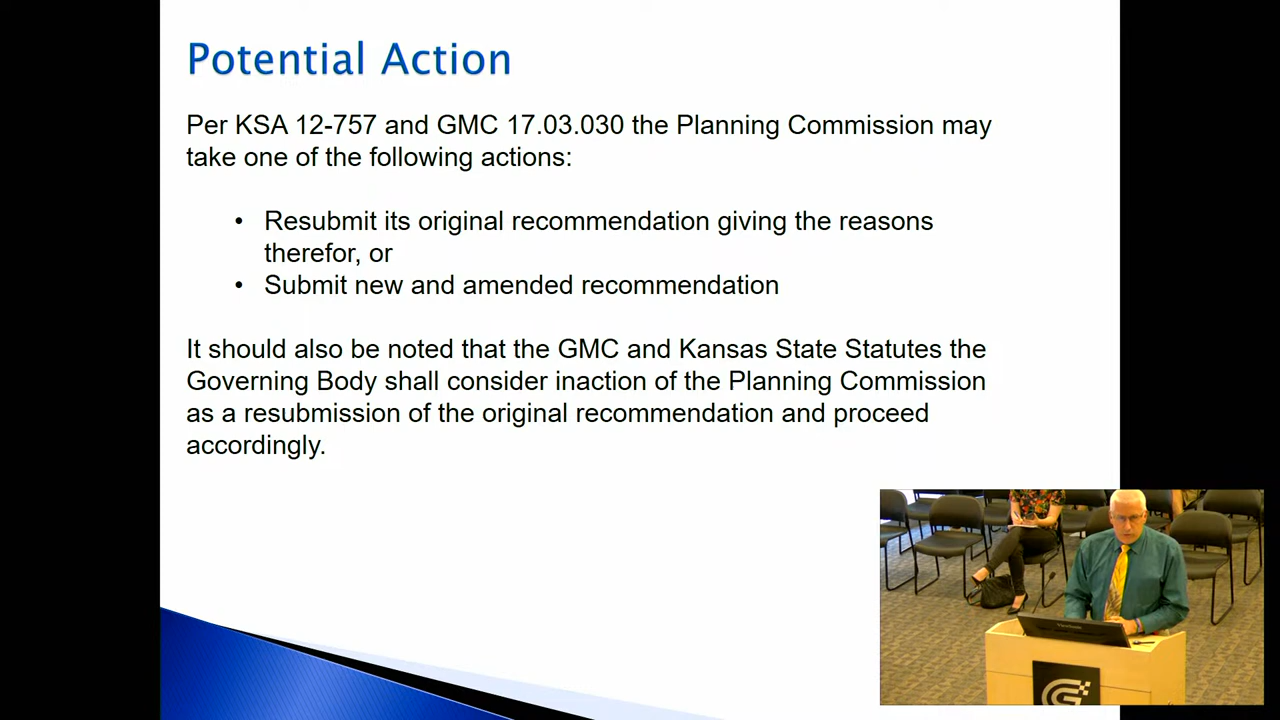 Potential Action
Per KSA 12-757 and GMC 17.03.030 the Planning Commission may
take one of the following actions:
• Resubmit its original recommendation giving the reasons
therefor, or
• Submit new and amended recommendation
It should also be noted that the GMC and Kansas State Statutes the
Governing Body shall consider inaction of the Planning Commission
as a resubmission of the original recommendation and proceed
accordingly.